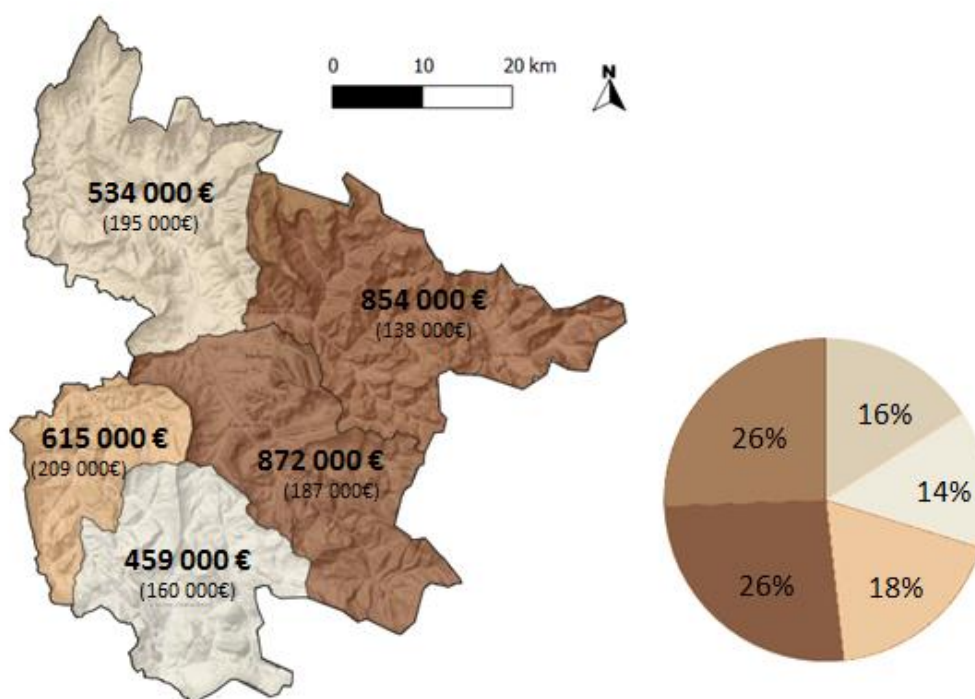 0 10 20 km
N
534 000 €
(195 000€)
854 000 €
(138 000€)
615 000 €
(209 000€)
872 000 €
(187 000€)
459 000 €
(160 000€)
26%
16%
14%
26%
18%